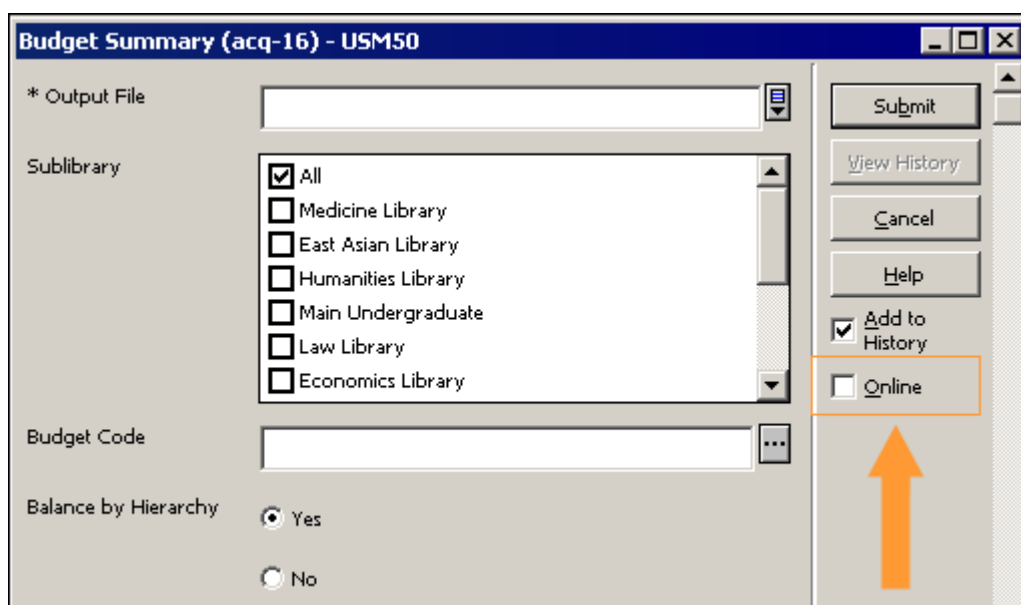 Budget Summary (acq-16) - USM50
* Output File
Submit
Sublibrary
All
Medicine Library
East Asian Library
Humanities Library
Main Undergraduate
Law Library
Economics Library
View History
Cancel
Help
Add to
History
Online
Budget Code
...
Balance by Hierarchy
Yes
No